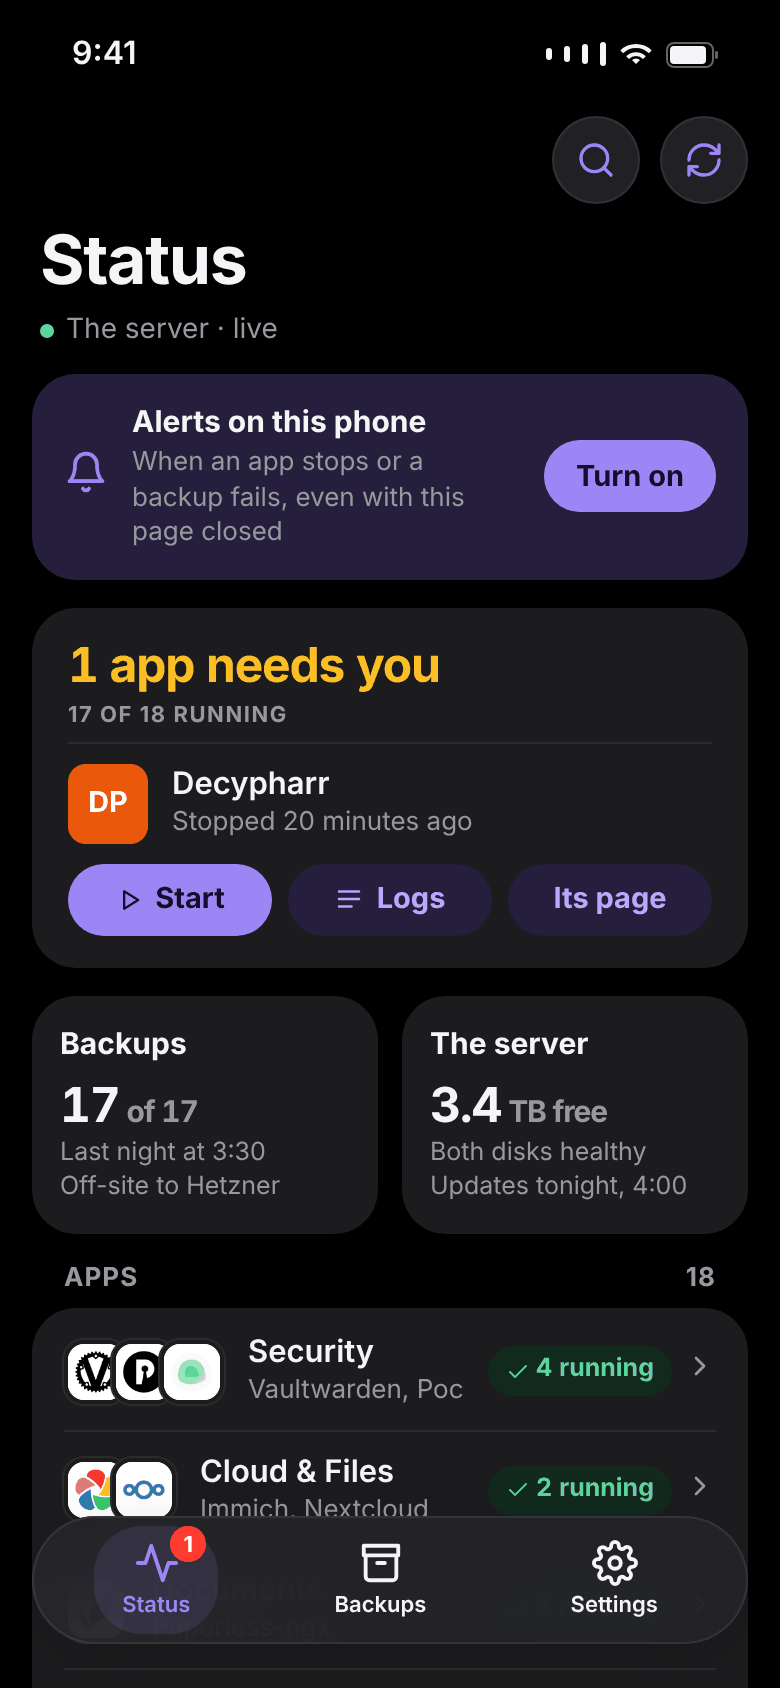 9:41
Status
The server · live
Alerts on this phone
When an app stops or a
backup fails, even with this
page closed
Turn on
1 app needs you
17 OF 18 RUNNING
DP
Decypharr
Stopped 20 minutes ago
Start
Logs
Its page
Backups
17 of 17
Last night at 3:30
Off-site to Hetzner
The server
3.4 TB free
Both disks healthy
Updates tonight, 4:00
APPS
18
Security
Vaultwarden, Poc
4 running
Cloud & Files
Immich, Nextcloud
2 running
Paperless-ngx
1
Status
Backups
Settings